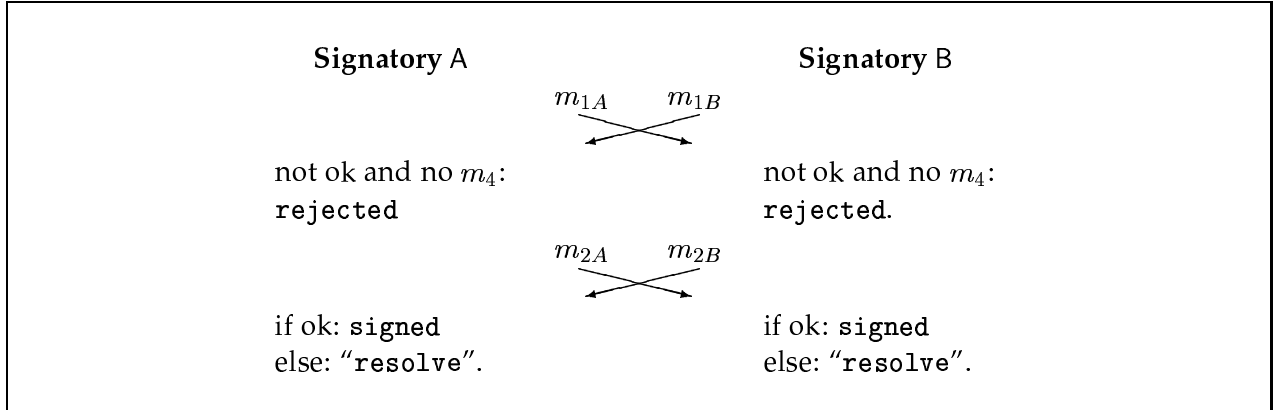 Signatory A Signatory B
m1A m1B
not ok and no m4: not ok and no m4:
rejected rejected.
m2A m2B
if ok: signed if ok: signed
else: “resolve”. else: “resolve”.